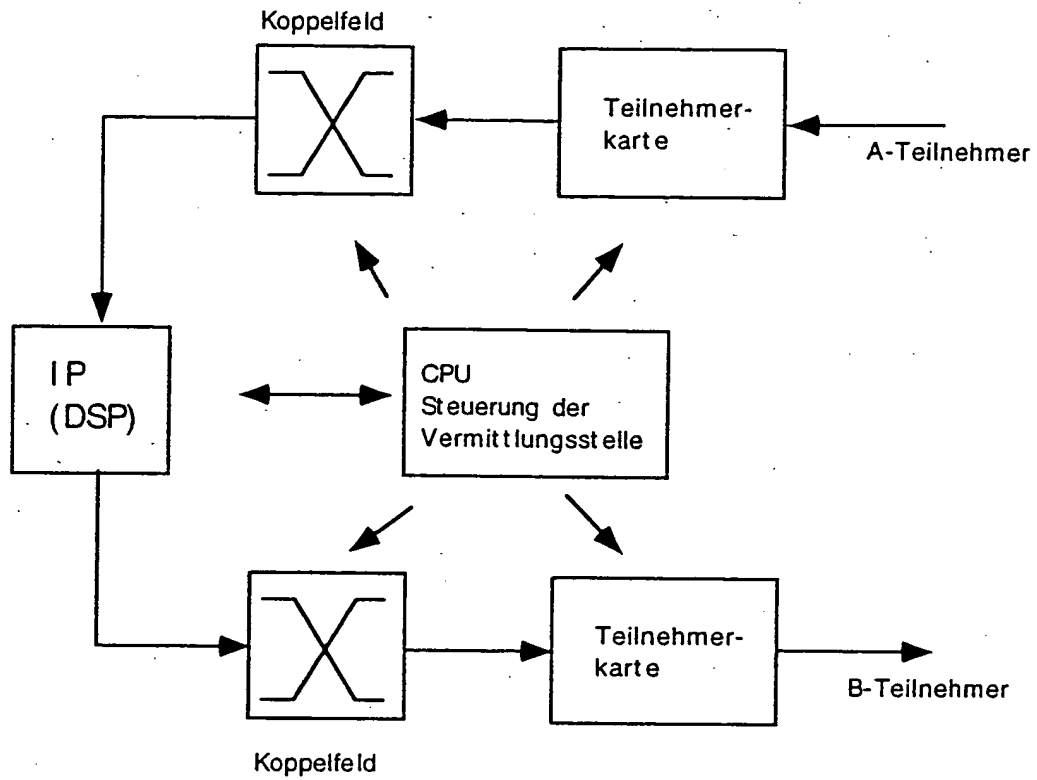 Koppelfeld
Teilnehmer-
karte
A-Teilnehmer
IP
(DSP)
CPU
Steuerung der
Vermittlungsstelle
Teilnehmer-
karte
B-Teilnehmer
Koppelfeld